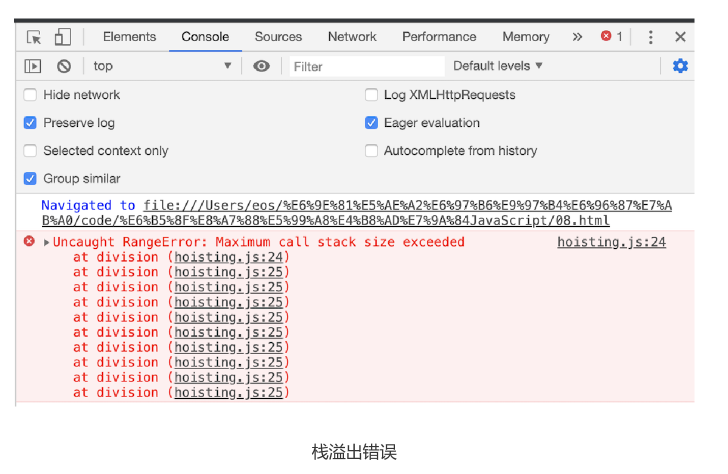 Elements Console Sources Network Performance Memory » 1
top ▼ Filter Default levels ▼
Hide network Log XMLHttpRequests
Preserve log Eager evaluation
Selected context only Autocomplete from history
Group similar
Navigated to file:///Users/eos/%E6%9E%81%E5%AE%A2%E6%97%B6%E9%97%B4%E6%96%87%E7%A
B%A0/code/%E6%B5%8F%E8%A7%88%E5%99%A8%E4%B8%AD%E7%9A%84JavaScript/08.html
Uncaught RangeError: Maximum call stack size exceeded hoisting.js:24
at division (hoisting.js:24)
at division (hoisting.js:25)
at division (hoisting.js:25)
at division (hoisting.js:25)
at division (hoisting.js:25)
at division (hoisting.js:25)
at division (hoisting.js:25)
at division (hoisting.js:25)
at division (hoisting.js:25)
at division (hoisting.js:25)
栈溢出错误